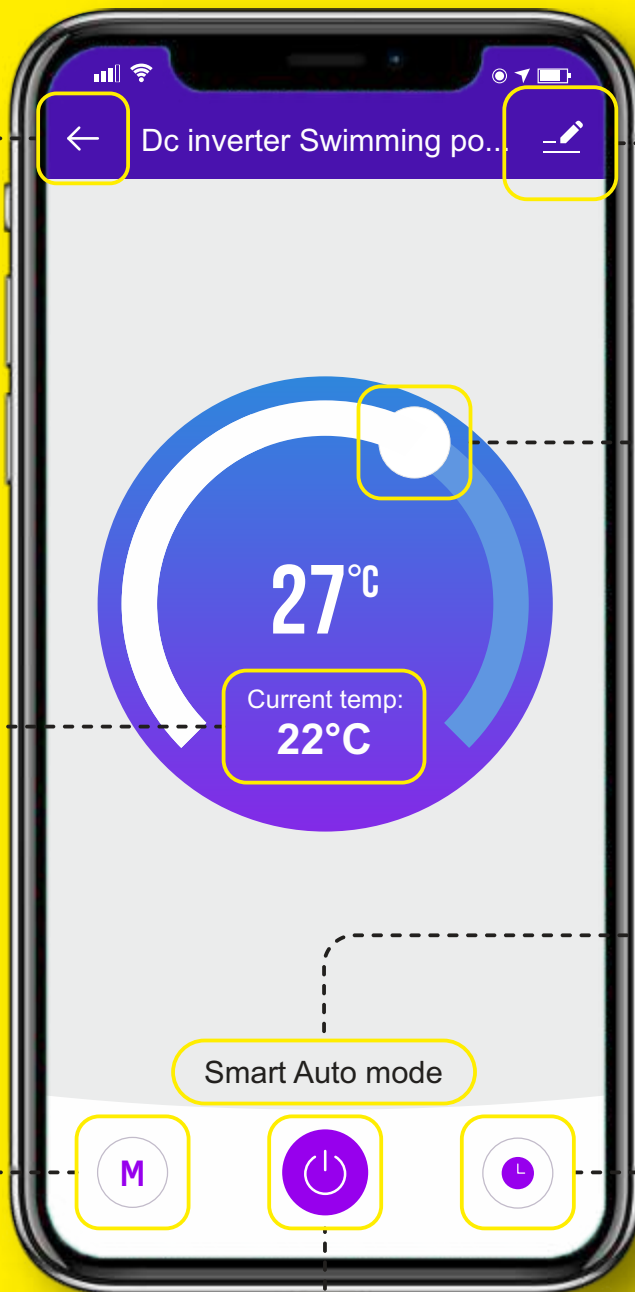 Dc inverter Swimming po...
27°C
Current temp:
22°C
Smart Auto mode
M